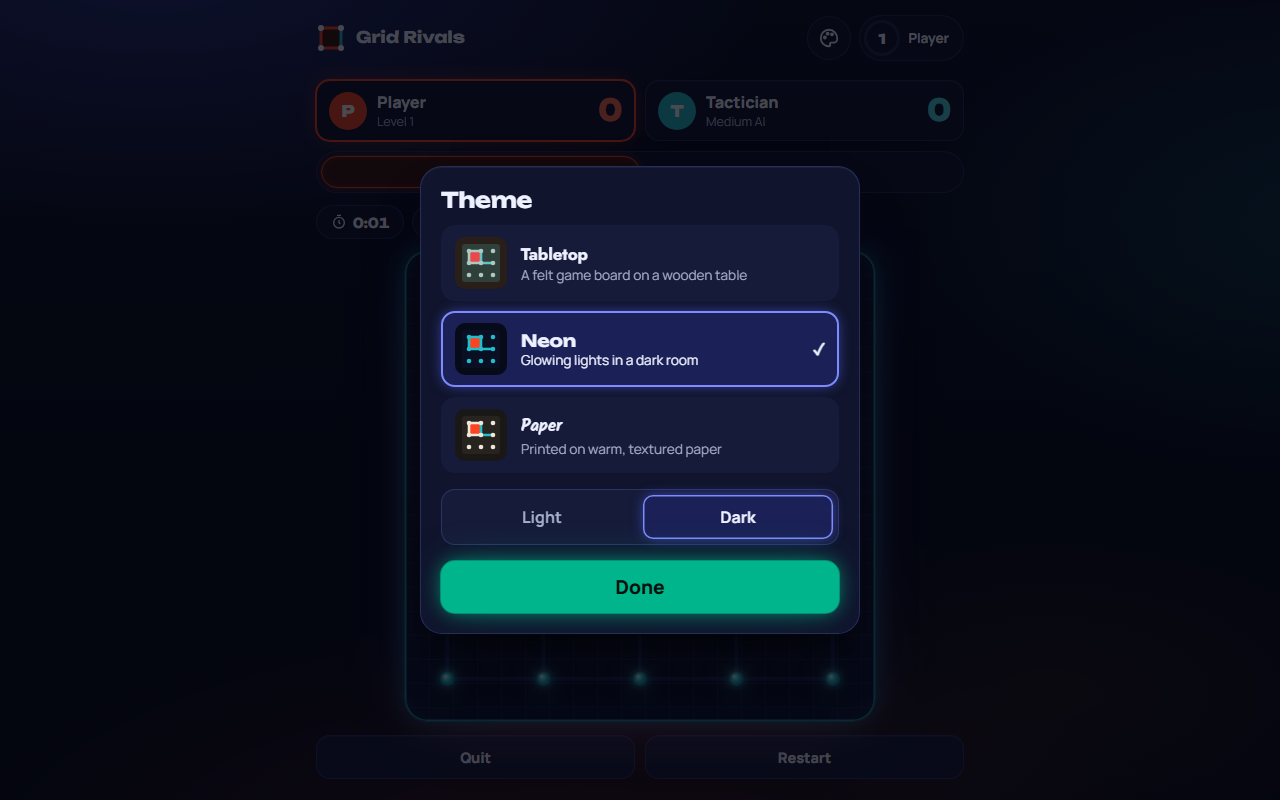 Grid Rivals
1 Player
P Player 0
Level 1
T Tactician 0
Medium AI
0:01
Theme
Tabletop
A felt game board on a wooden table
Neon
Glowing lights in a dark room
✓
Paper
Printed on warm, textured paper
Light Dark
Done
Quit Restart